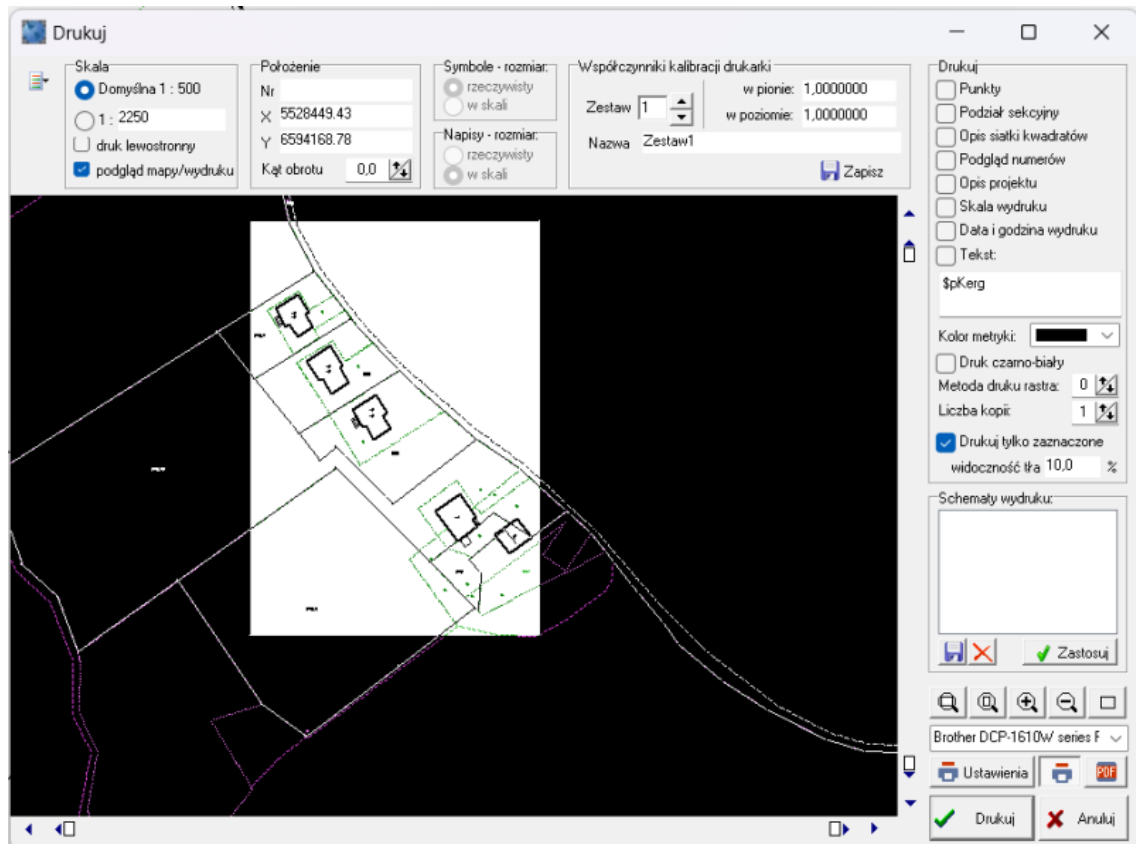 Drukuj
Skala
Domyślna 1 : 500
1 : 2250
druk lewostronny
podgląd mapy/wydruku
Położenie
Nr
X 5528449.43
Y 6594168.78
Kąt obrotu 0,0
Symbole - rozmiar:
rzeczywisty
w skali
Napisy - rozmiar:
rzeczywisty
w skali
Współczynniki kalibracji drukarki
Zestaw 1
w pionie: 1,0000000
w poziomie: 1,0000000
Nazwa Zestaw1
Zapisz
Drukuj
Punkty
Podział sekcyjny
Opis siatki kwadratów
Podgląd numerów
Opis projektu
Skala wydruku
Data i godzina wydruku
Tekst:
$pKerg
Kolor metryki:
Druk czarno-biały
Metoda druku rastra: 0
Liczba kopii: 1
Drukuj tylko zaznaczone
widoczność tła 10,0 %
Schematy wydruku:
Zastosuj
Brother DCP-1610W series F
Ustawienia
PDF
Drukuj
Anuluj